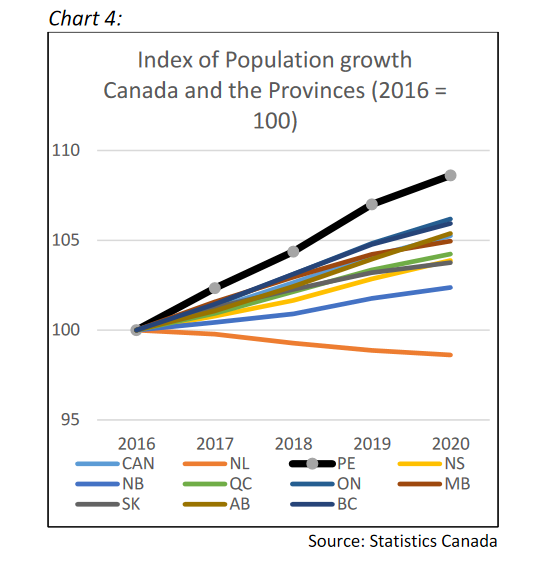 Chart 4:
Index of Population growth
Canada and the Provinces (2016 =
100)
110
105
100
95
2016 2017 2018 2019 2020
CAN NL PE NS
NB QC ON MB
SK AB BC
Source: Statistics Canada